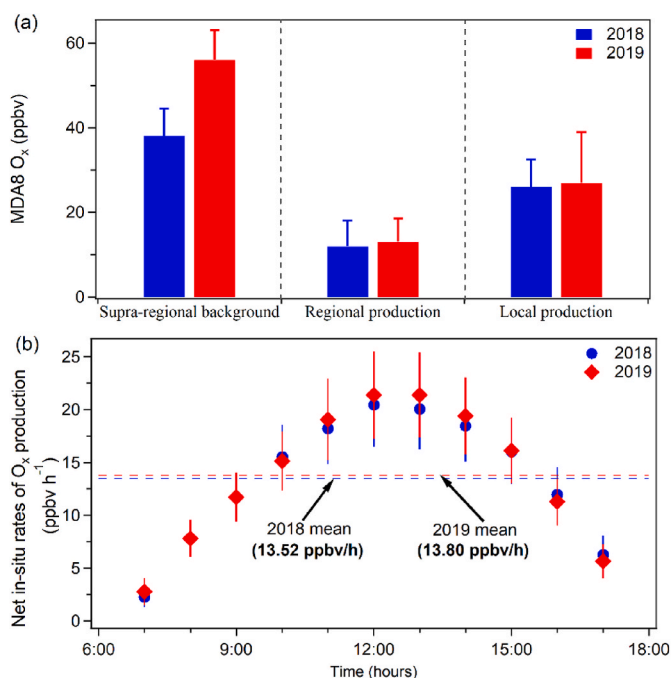 (a)
2018
2019
MDA8 Oₓ (ppbv)
60
40
20
0
Supra-regional background
Regional production
Local production
(b)
2018
2019
Net in-situ rates of Oₓ production
(ppbv h⁻¹)
25
20
15
10
5
0
2018 mean
(13.52 ppbv/h)
2019 mean
(13.80 ppbv/h)
6:00
9:00
12:00
15:00
18:00
Time (hours)